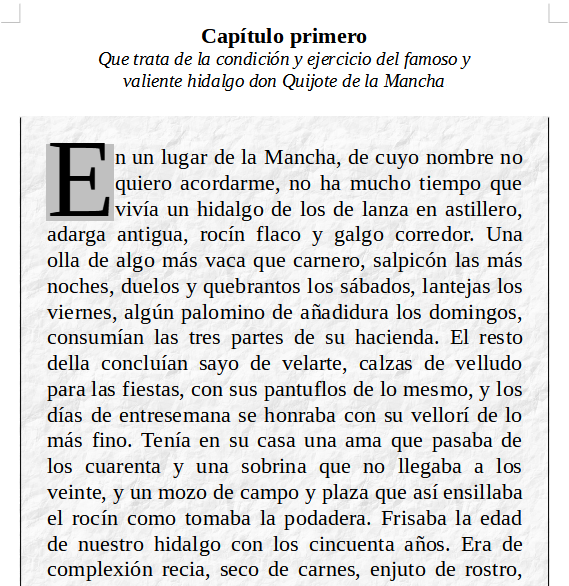 Capítulo primero
Que trata de la condición y ejercicio del famoso y
valiente hidalgo don Quijote de la Mancha
En un lugar de la Mancha, de cuyo nombre no
quiero acordarme, no ha mucho tiempo que
vivía un hidalgo de los de lanza en astillero,
adarga antigua, rocín flaco y galgo corredor. Una
olla de algo más vaca que carnero, salpicón las más
noches, duelos y quebrantos los sábados, lantejas los
viernes, algún palomino de añadidura los domingos,
consumían las tres partes de su hacienda. El resto
della concluían sayo de velarte, calzas de velludo
para las fiestas, con sus pantuflos de lo mesmo, y los
días de entresemana se honraba con su vellorí de lo
más fino. Tenía en su casa una ama que pasaba de
los cuarenta y una sobrina que no llegaba a los
veinte, y un mozo de campo y plaza que así ensillaba
el rocín como tomaba la podadera. Frisaba la edad
de nuestro hidalgo con los cincuenta años. Era de
complexión recia, seco de carnes, enjuto de rostro,